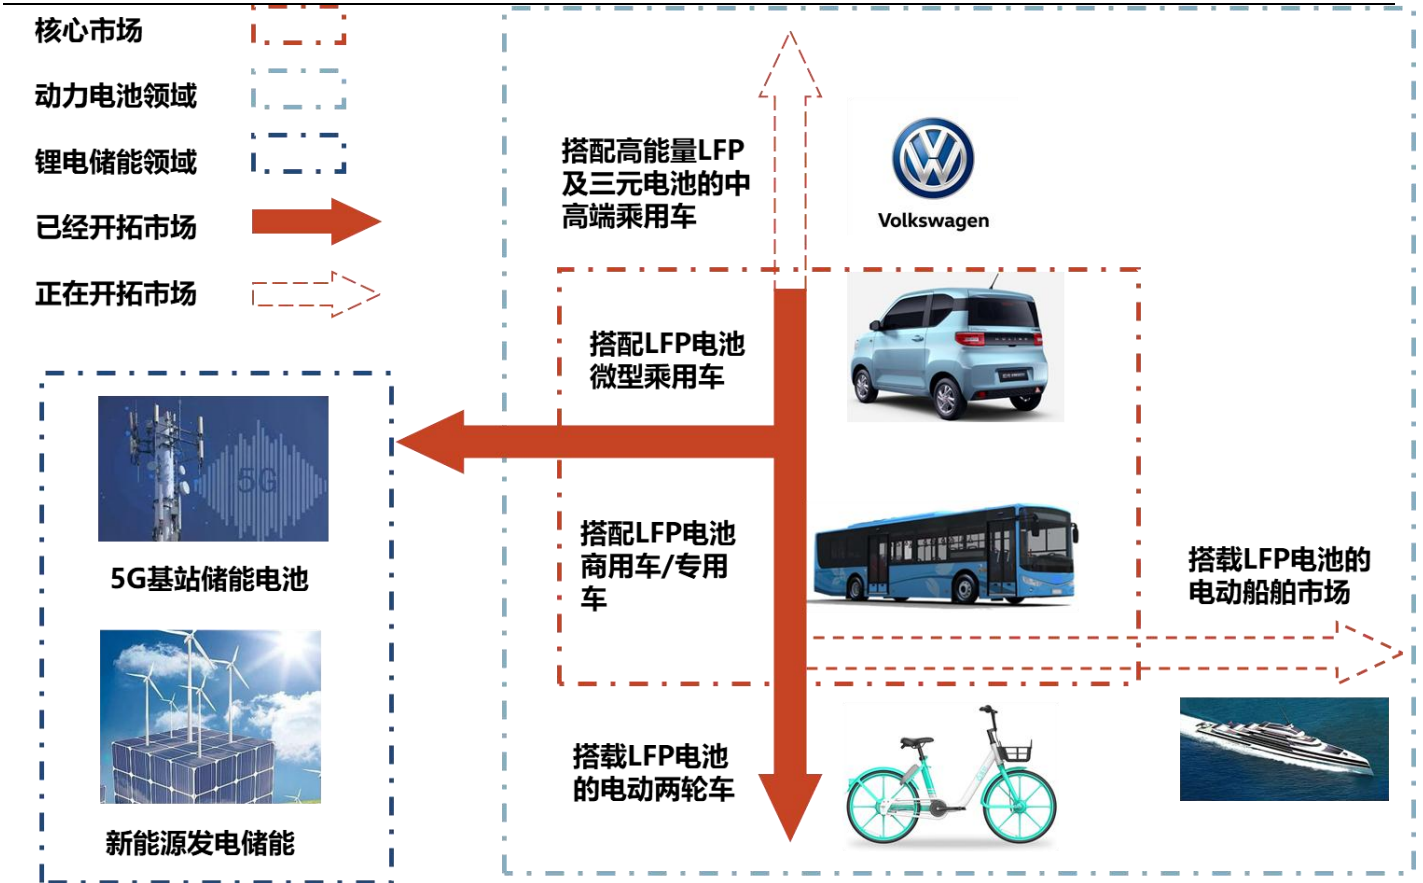 核心市场
动力电池领域
锂电储能领域
已经开拓市场
正在开拓市场
搭配高能量LFP
及三元电池的中
高端乘用车
Volkswagen
搭配LFP电池
微型乘用车
5G
5G基站储能电池
搭配LFP电池
商用车/专用
车
搭载LFP电池的
电动船舶市场
新能源发电储能
搭载LFP电池
的电动两轮车